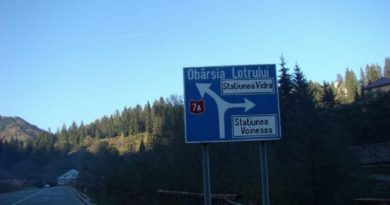 Obârşia Lotrului
Staţiunea Vidra
7A
Staţiunea
Voineasa